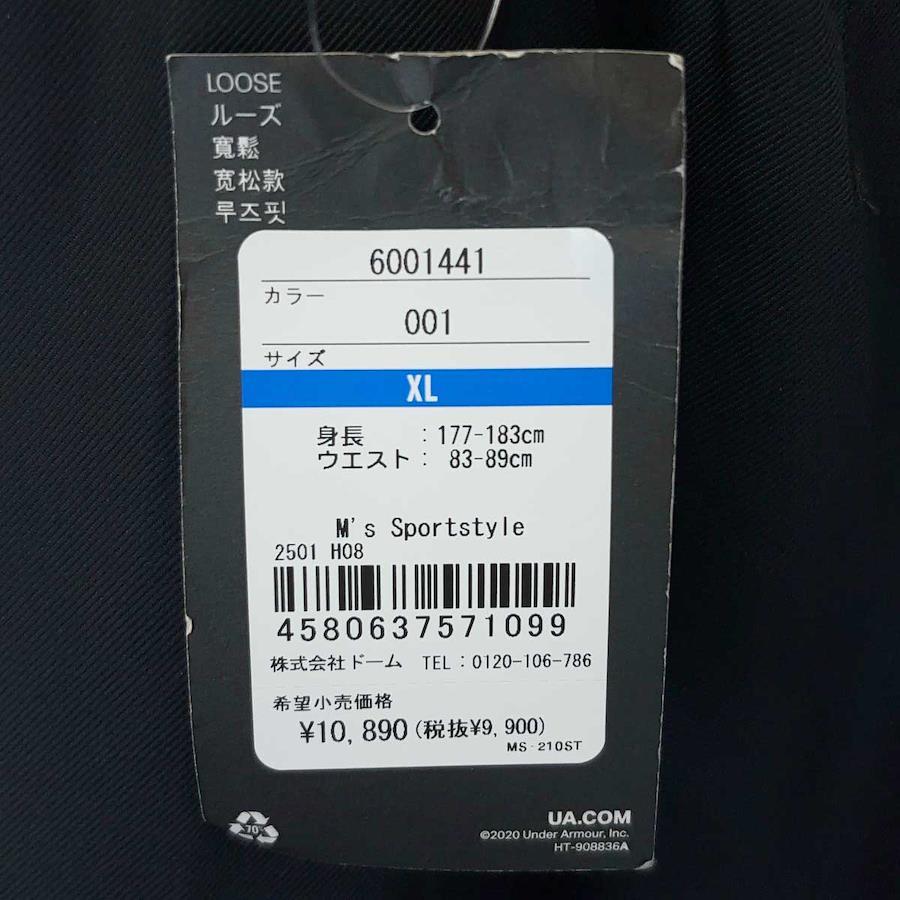 LOOSE
ルーズ
寬鬆
宽松款
루즈핏
6001441
カラー
001
サイズ
XL
身長 : 177-183cm
ウエスト : 83-89cm
M's Sportstyle
2501 H08
4580637571099
株式会社ドーム TEL : 0120-106-786
希望小売価格
¥10,890(税抜¥9,900)
MS-210ST
70%
UA.COM
©2020 Under Armour, Inc.
HT-908836A